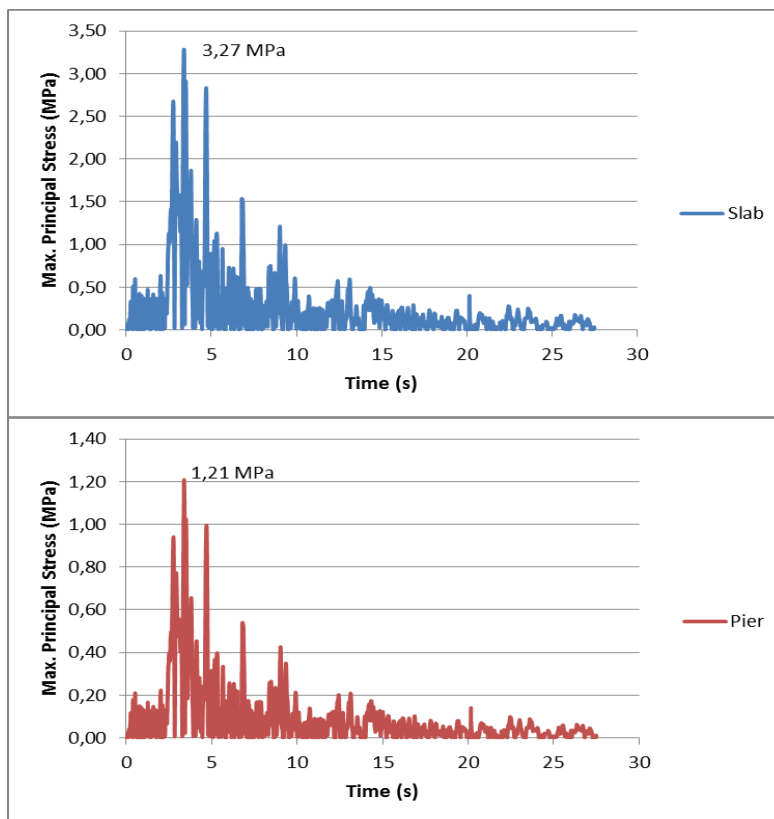 3,50
3,27 MPa
3,00
2,50
2,00
1,50
1,00
0,50
0,00
Max. Principal Stress (MPa)
0 5 10 15 20 25 30
Time (s)
Slab
1,40
1,21 MPa
1,20
1,00
0,80
0,60
0,40
0,20
0,00
Max. Principal Stress (MPa)
0 5 10 15 20 25 30
Time (s)
Pier